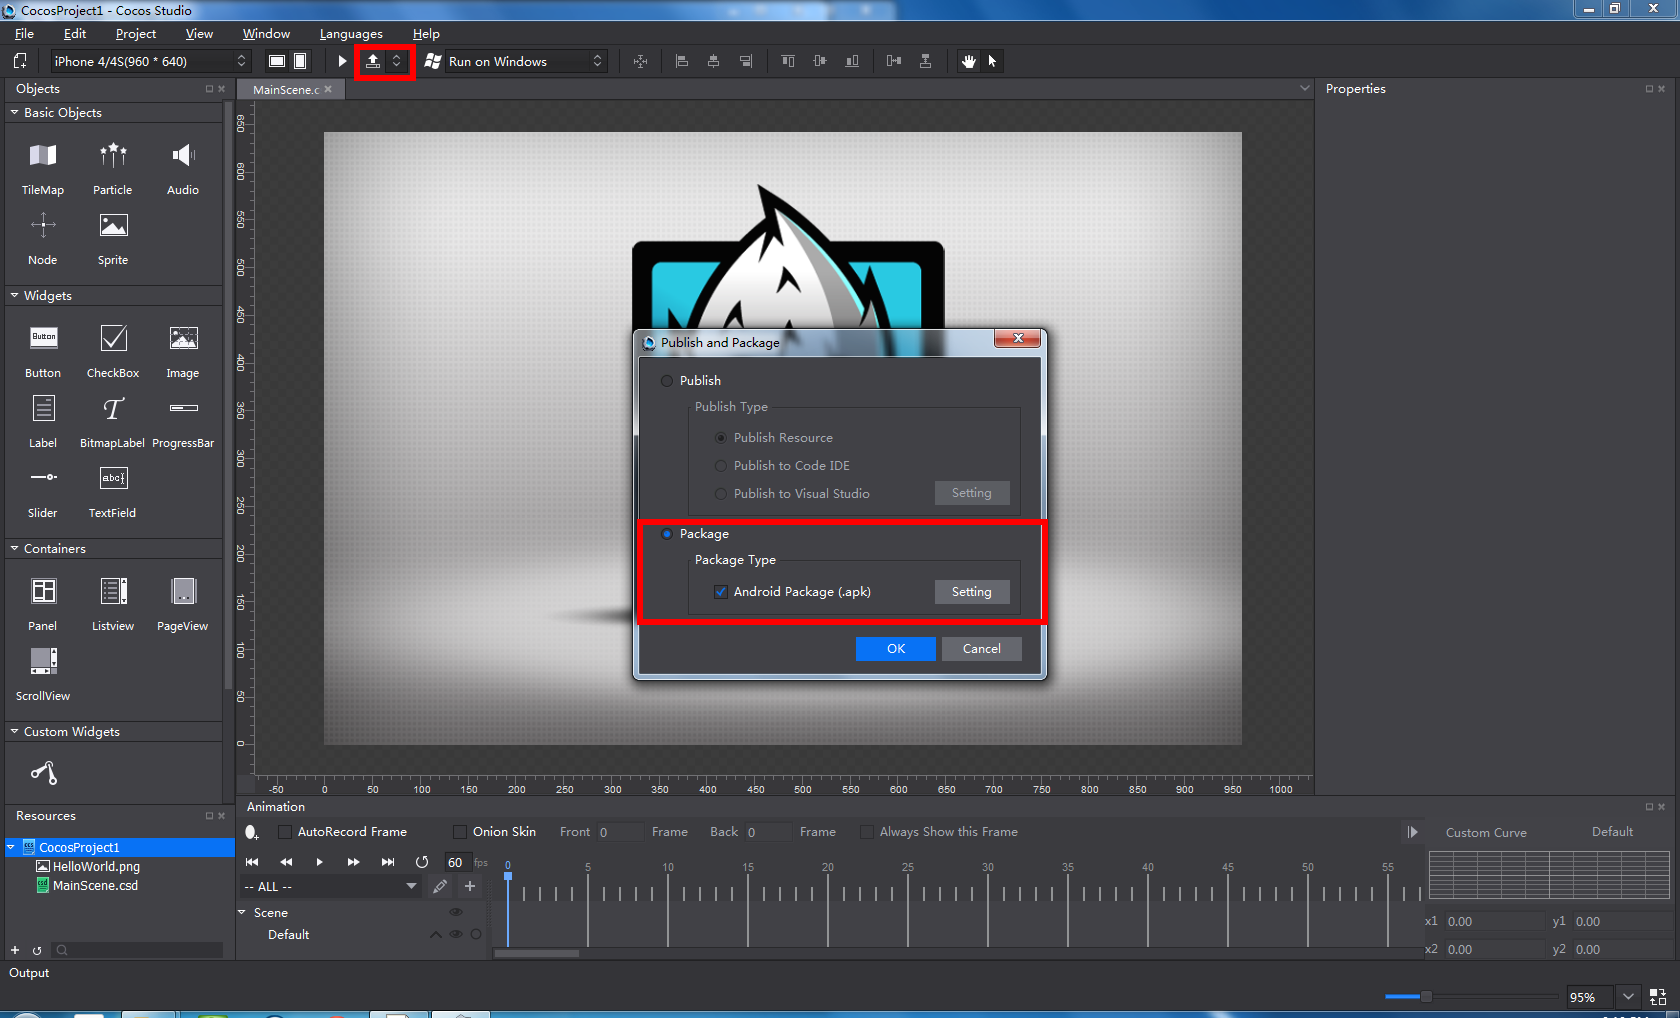 CocosProject1 - Cocos Studio
File Edit Project View Window Languages Help
iPhone 4/4S(960 * 640) Run on Windows
Objects
Basic Objects
TileMap Particle Audio
Node Sprite
Widgets
Button
Button CheckBox Image
Label BitmapLabel ProgressBar
abc
Slider TextField
Containers
Panel Listview PageView
ScrollView
Custom Widgets
Resources
CocosProject1
HelloWorld.png
MainScene.csd
MainScene.c
650
600
550
500
450
400
350
300
250
200
150
100
50
0
-50 0 50 100 150 200 250 300 350 400 450 500 550 600 650 700 750 800 850 900 950 1000
Publish and Package
Publish
Publish Type
Publish Resource
Publish to Code IDE
Publish to Visual Studio Setting
Package
Package Type
Android Package (.apk) Setting
OK Cancel
Properties
Animation
AutoRecord Frame Onion Skin Front 0 Frame Back 0 Frame Always Show this Frame
60 fps
0 5 10 15 20 25 30 35 40 45 50 55
-- ALL --
Scene
Default
Custom Curve Default
x1 0.00 y1 0.00
x2 0.00 y2 0.00
Output
95%